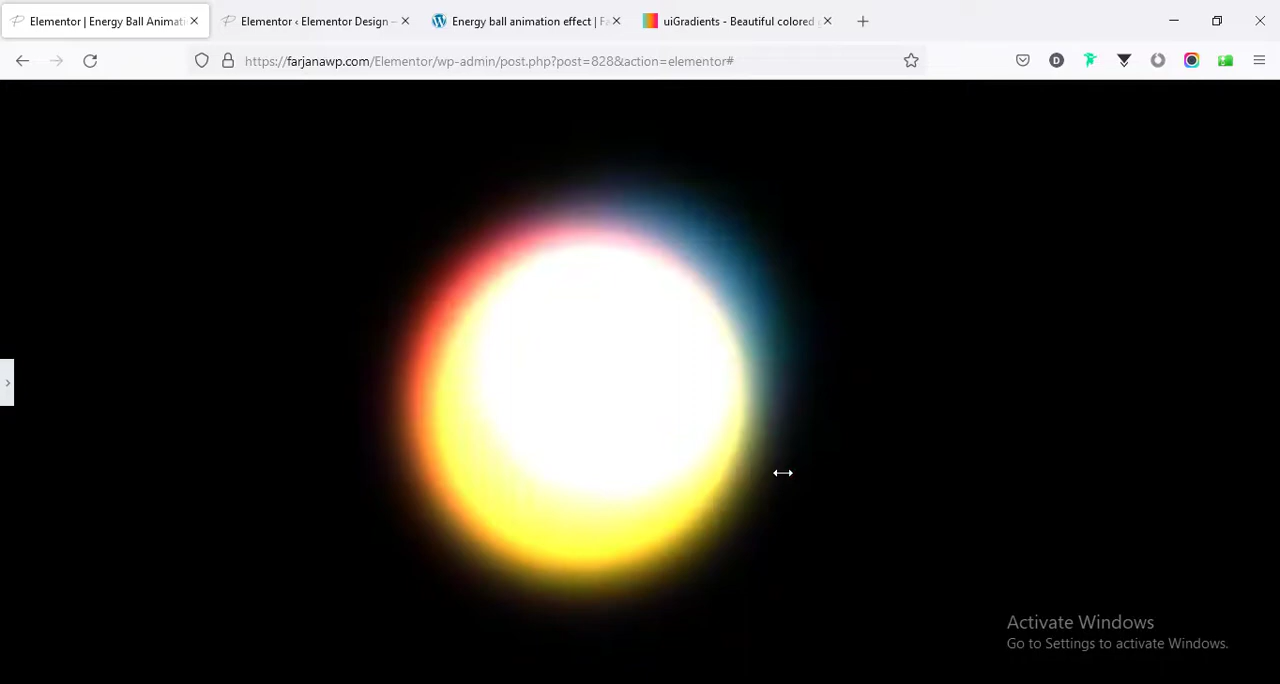 Elementor | Energy Ball Animati
Elementor ‹ Elementor Design –
Energy ball animation effect | Fa
uiGradients - Beautiful colored
https://farjanawp.com/Elementor/wp-admin/post.php?post=828&action=elementor#
Activate Windows
Go to Settings to activate Windows.